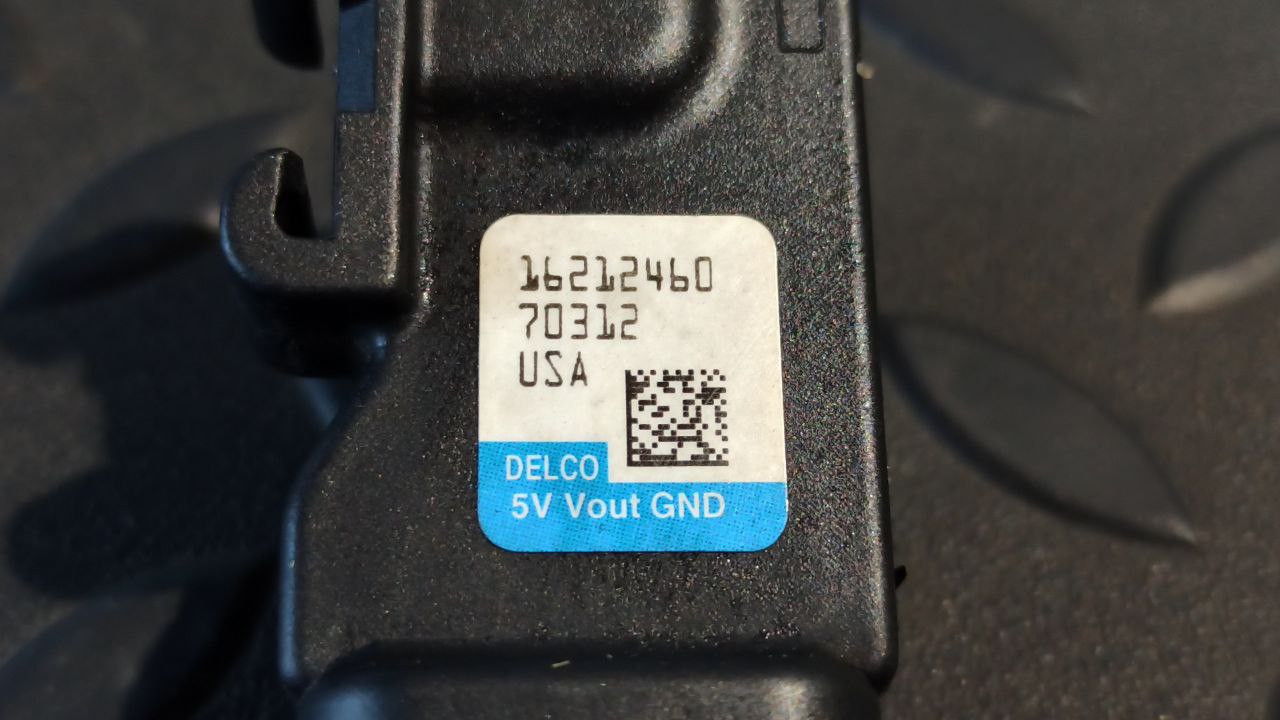 16212460
70312
USA
DELCO
5V Vout GND